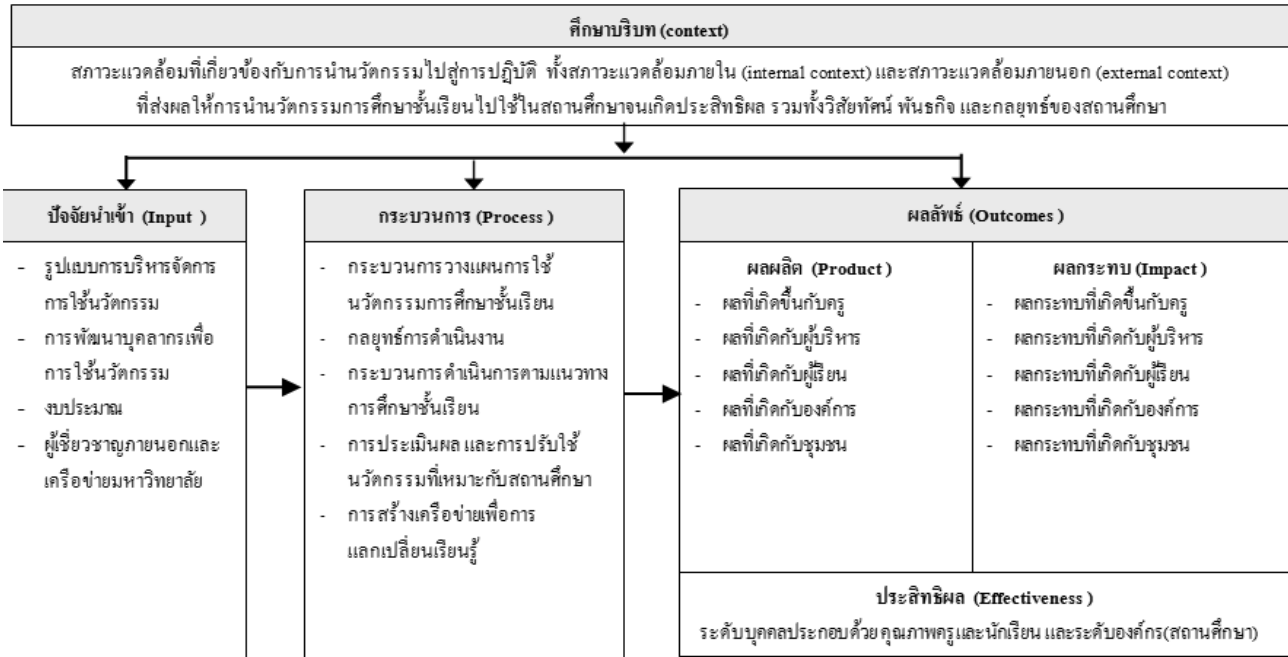 ศึกษาบริบท (context)
สภาวะแวดล้อมที่เกี่ยวข้องกับการนำนวัตกรรมไปสู่การปฏิบัติ ทั้งสภาวะแวดล้อมภายใน (internal context) และสภาวะแวดล้อมภายนอก (external context)
ที่ส่งผลให้การนำนวัตกรรมการศึกษาชั้นเรียนไปใช้ในสถานศึกษาจนเกิดประสิทธิผล รวมทั้งวิสัยทัศน์ พันธกิจ และกลยุทธ์ของสถานศึกษา
ปัจจัยนำเข้า (Input )
- รูปแบบการบริหารจัดการ
การใช้นวัตกรรม
- การพัฒนาบุคลากรเพื่อ
การใช้นวัตกรรม
- งบประมาณ
- ผู้เชี่ยวชาญภายนอกและ
เครือข่ายมหาวิทยาลัย
กระบวนการ (Process )
- กระบวนการวางแผนการใช้
นวัตกรรมการศึกษาชั้นเรียน
- กลยุทธ์การดำเนินงาน
- กระบวนการดำเนินการตามแนวทาง
การศึกษาชั้นเรียน
- การประเมินผล และการปรับใช้
นวัตกรรมที่เหมาะกับสถานศึกษา
- การสร้างเครือข่ายเพื่อการ
แลกเปลี่ยนเรียนรู้
ผลลัพธ์ (Outcomes )
ผลผลิต (Product )
- ผลที่เกิดขึ้นกับครู
- ผลที่เกิดกับผู้บริหาร
- ผลที่เกิดกับผู้เรียน
- ผลที่เกิดกับองค์การ
- ผลที่เกิดกับชุมชน
ผลกระทบ (Impact )
- ผลกระทบที่เกิดขึ้นกับครู
- ผลกระทบที่เกิดกับผู้บริหาร
- ผลกระทบที่เกิดกับผู้เรียน
- ผลกระทบที่เกิดกับองค์การ
- ผลกระทบที่เกิดกับชุมชน
ประสิทธิผล (Effectiveness )
ระดับบุคคลประกอบด้วยคุณภาพครูและนักเรียน และระดับองค์กร(สถานศึกษา)